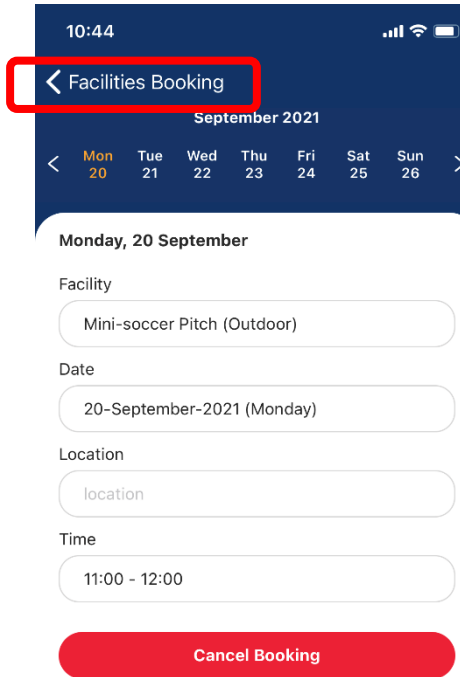 10:44
Facilities Booking
September 2021
Mon Tue Wed Thu Fri Sat Sun
20 21 22 23 24 25 26
Monday, 20 September
Facility
Mini-soccer Pitch (Outdoor)
Date
20-September-2021 (Monday)
Location
location
Time
11:00 - 12:00
Cancel Booking